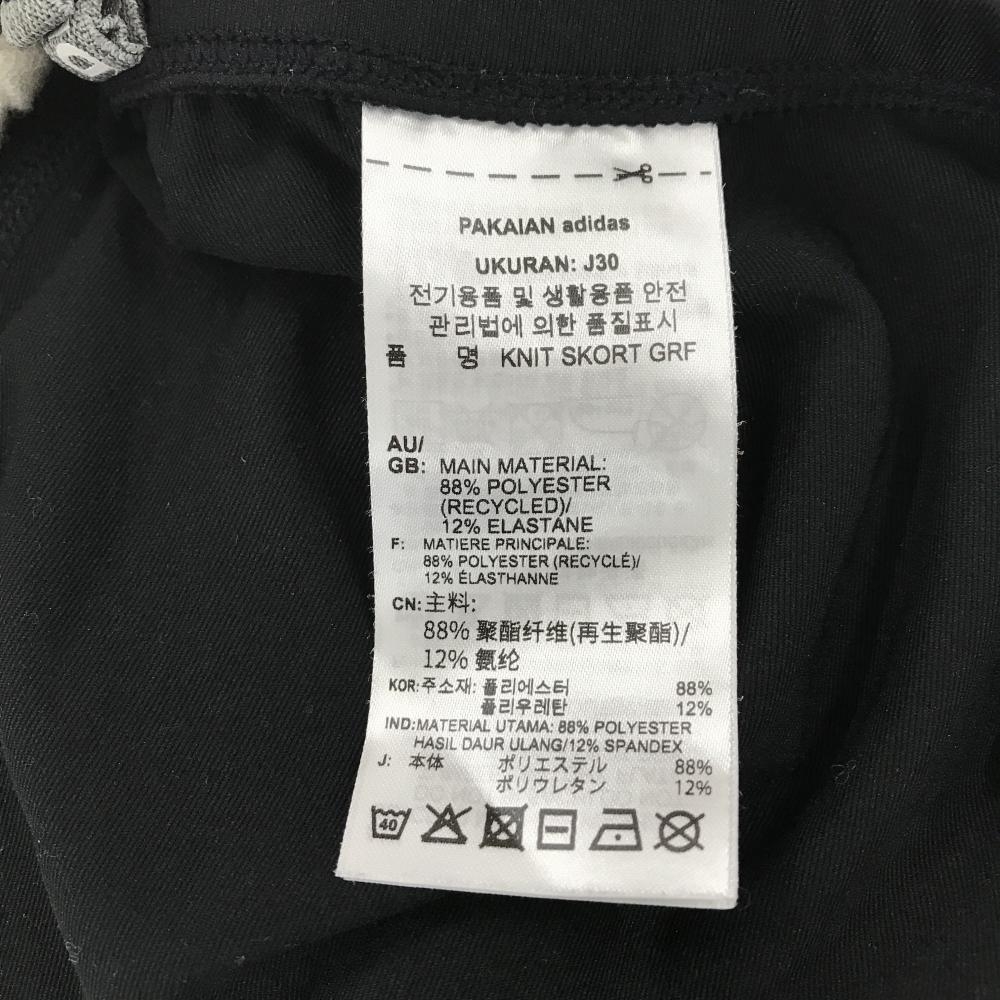 PAKAIAN adidas
UKURAN: J30
전기용품 및 생활용품 안전
관리법에 의한 품질표시
품 명 KNIT SKORT GRF
AU/
GB: MAIN MATERIAL:
88% POLYESTER
(RECYCLED)/
12% ELASTANE
F: MATIERE PRINCIPALE:
88% POLYESTER (RECYCLÉ)/
12% ÉLASTHANNE
CN: 主料:
88% 聚酯纤维(再生聚酯)/
12% 氨纶
KOR: 주소재: 폴리에스터 88%
폴리우레탄 12%
IND: MATERIAL UTAMA: 88% POLYESTER
HASIL DAUR ULANG/12% SPANDEX
J: 本体 ポリエステル 88%
ポリウレタン 12%
40